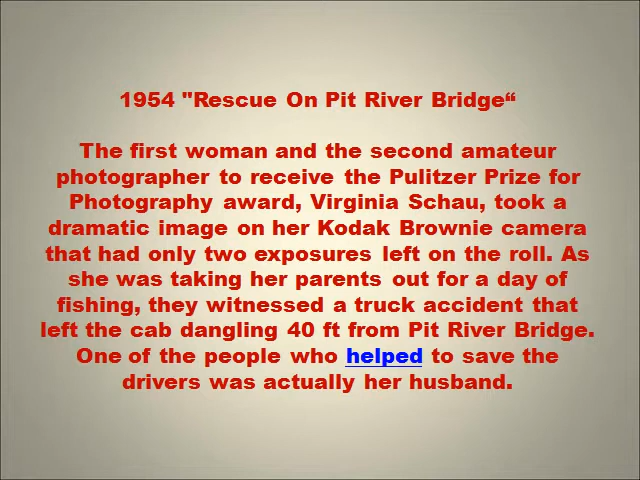 1954 "Rescue On Pit River Bridge“
The first woman and the second amateur
photographer to receive the Pulitzer Prize for
Photography award, Virginia Schau, took a
dramatic image on her Kodak Brownie camera
that had only two exposures left on the roll. As
she was taking her parents out for a day of
fishing, they witnessed a truck accident that
left the cab dangling 40 ft from Pit River Bridge.
One of the people who helped to save the
drivers was actually her husband.